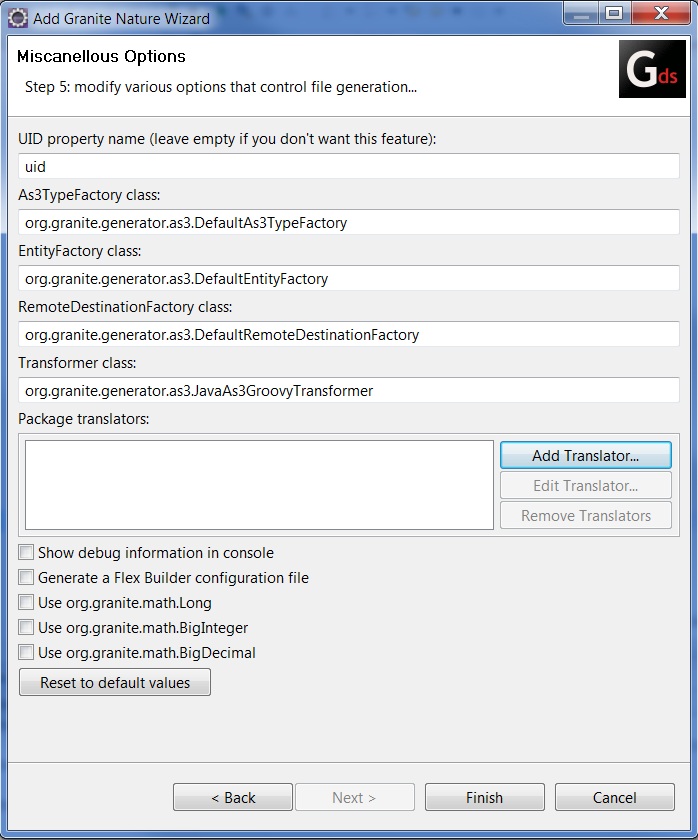 Add Granite Nature Wizard
Miscanellous Options
Step 5: modify various options that control file generation...
Gds
UID property name (leave empty if you don't want this feature):
uid
As3TypeFactory class:
org.granite.generator.as3.DefaultAs3TypeFactory
EntityFactory class:
org.granite.generator.as3.DefaultEntityFactory
RemoteDestinationFactory class:
org.granite.generator.as3.DefaultRemoteDestinationFactory
Transformer class:
org.granite.generator.as3.JavaAs3GroovyTransformer
Package translators:
Add Translator...
Edit Translator...
Remove Translators
Show debug information in console
Generate a Flex Builder configuration file
Use org.granite.math.Long
Use org.granite.math.BigInteger
Use org.granite.math.BigDecimal
Reset to default values
< Back
Next >
Finish
Cancel